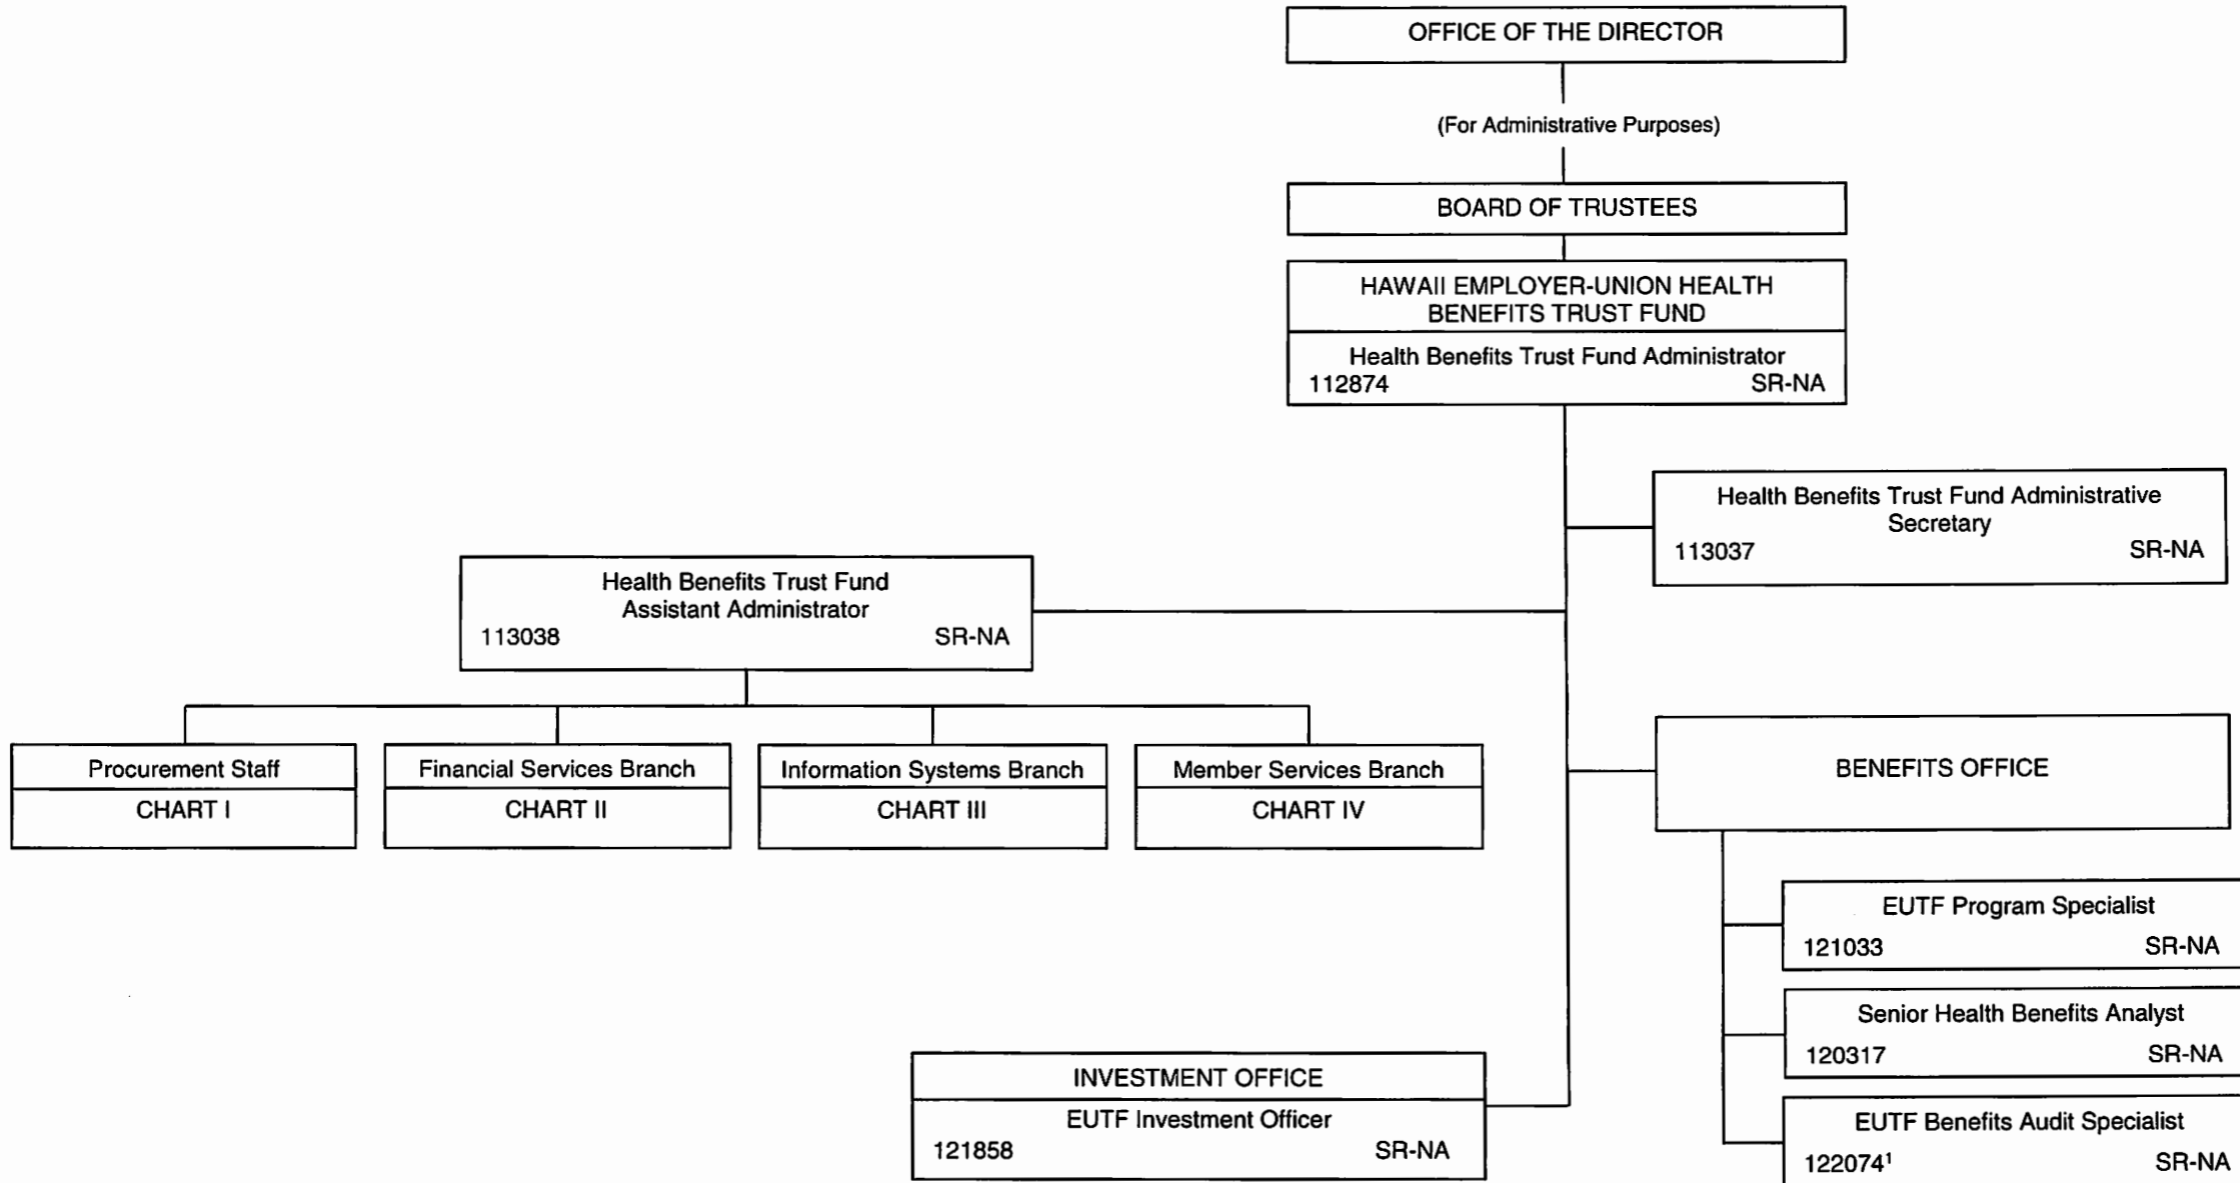 OFFICE OF THE DIRECTOR
(For Administrative Purposes)
BOARD OF TRUSTEES
HAWAII EMPLOYER-UNION HEALTH
BENEFITS TRUST FUND
Health Benefits Trust Fund Administrator
112874 SR-NA
Health Benefits Trust Fund Administrative
Secretary
113037 SR-NA
Health Benefits Trust Fund
Assistant Administrator
113038 SR-NA
Procurement Staff
CHART I
Financial Services Branch
CHART II
Information Systems Branch
CHART III
Member Services Branch
CHART IV
BENEFITS OFFICE
EUTF Program Specialist
121033 SR-NA
Senior Health Benefits Analyst
120317 SR-NA
EUTF Benefits Audit Specialist
122074¹ SR-NA
INVESTMENT OFFICE
EUTF Investment Officer
121858 SR-NA